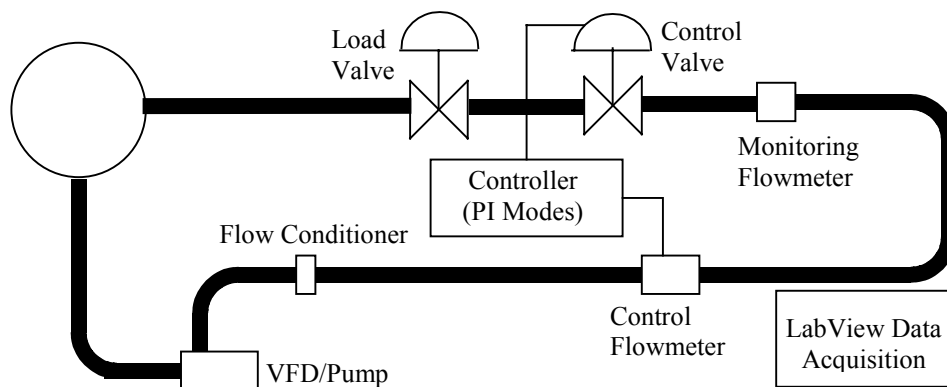 Load
Valve
Control
Valve
Monitoring
Flowmeter
Controller
(PI Modes)
Flow Conditioner
Control
Flowmeter
LabView Data
Acquisition
VFD/Pump